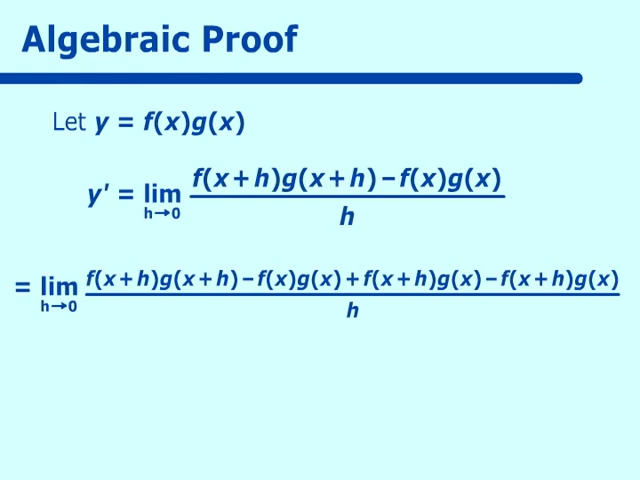 Algebraic Proof
Let y = f(x)g(x)
y′ = lim h→0 f(x+h)g(x+h)−f(x)g(x) / h
= lim h→0 f(x+h)g(x+h)−f(x)g(x)+f(x+h)g(x)−f(x+h)g(x) / h